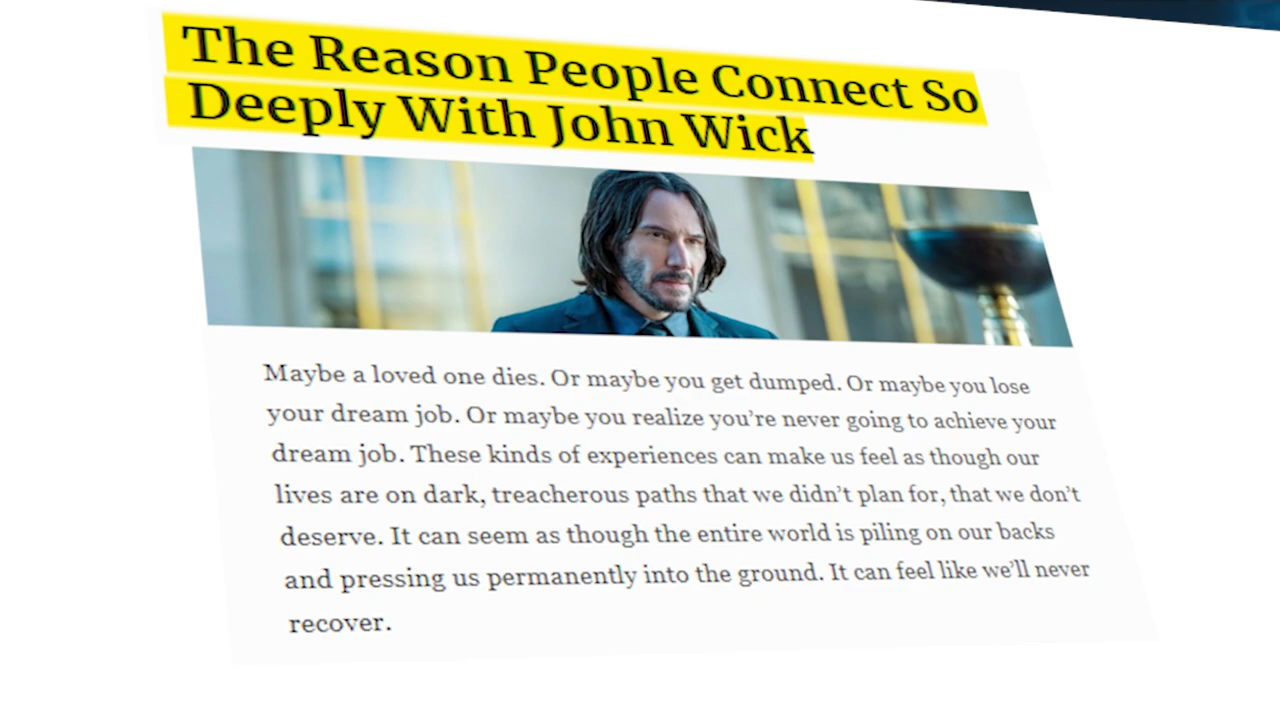 The Reason People Connect So
Deeply With John Wick
Maybe a loved one dies. Or maybe you get dumped. Or maybe you lose
your dream job. Or maybe you realize you’re never going to achieve your
dream job. These kinds of experiences can make us feel as though our
lives are on dark, treacherous paths that we didn’t plan for, that we don’t
deserve. It can seem as though the entire world is piling on our backs
and pressing us permanently into the ground. It can feel like we’ll never
recover.